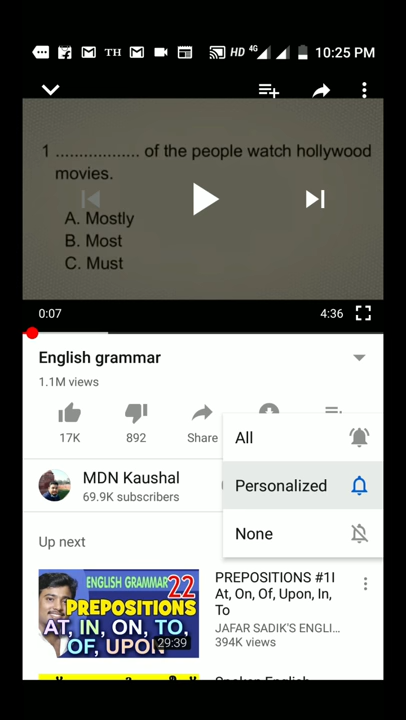 TH HD 4G 10:25 PM
1 .................. of the people watch hollywood
movies.
A. Mostly
B. Most
C. Must
0:07 4:36
English grammar
1.1M views
17K 892 Share
All
MDN Kaushal
69.9K subscribers
Personalized
None
Up next
ENGLISH GRAMMAR 22
PREPOSITIONS
AT, IN, ON, TO,
OF, UPON
29:39
PREPOSITIONS #1I
At, On, Of, Upon, In,
To
JAFAR SADIK'S ENGLI...
394K views